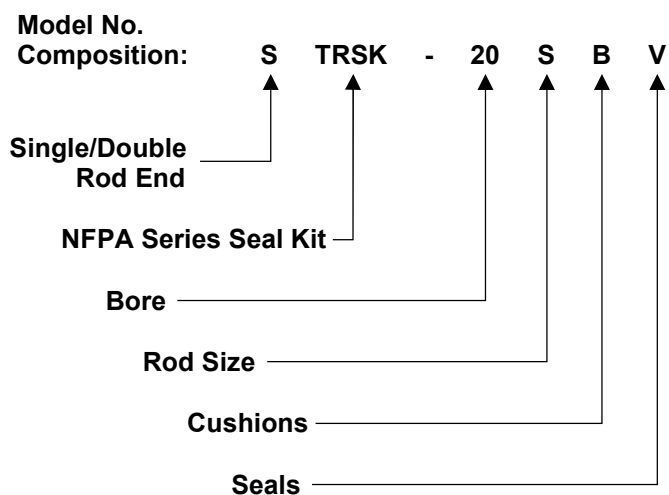 Model No.
Composition: S TRSK - 20 S B V
Single/Double
Rod End
NFPA Series Seal Kit
Bore
Rod Size
Cushions
Seals